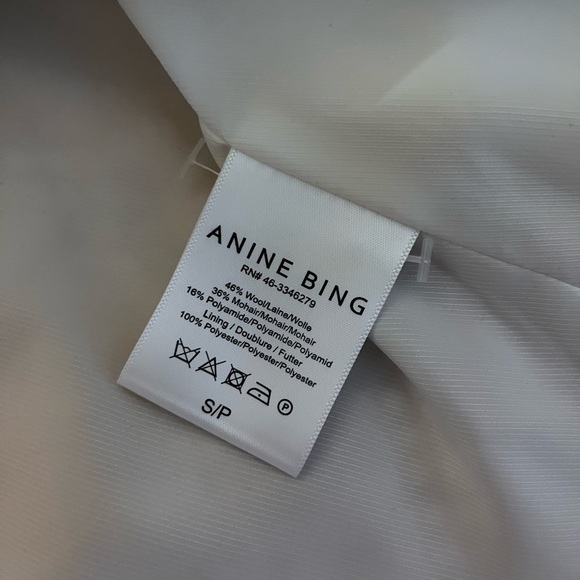 ANINE BING
RN# 46-3346279
46% Wool/Laine/Wolle
36% Mohair/Mohair/Mohair
16% Polyamide/Polyamide/Polyamid
Lining / Doublure / Futter
100% Polyester/Polyester/Polyester
P
S/P